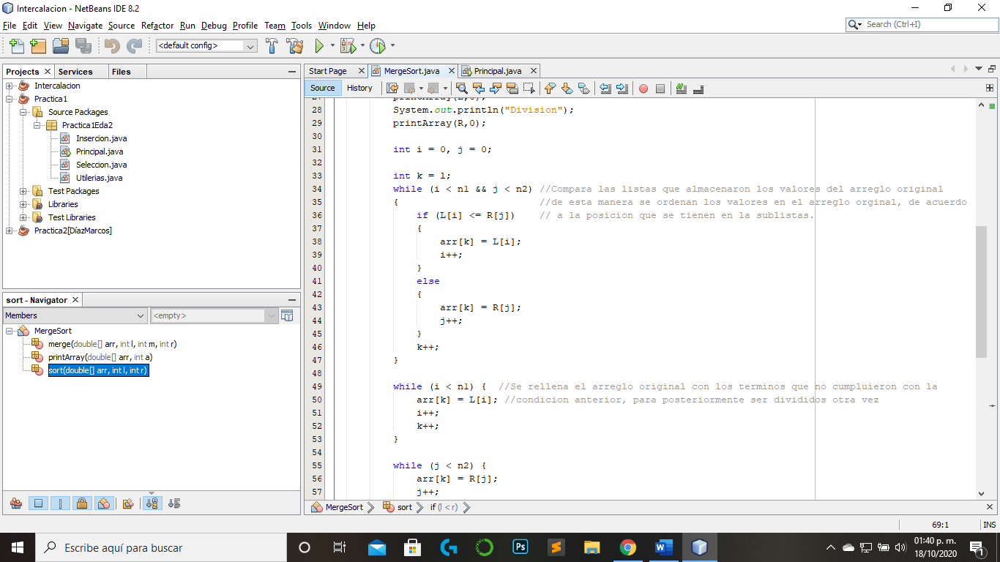 Intercalacion - NetBeans IDE 8.2
File Edit View Navigate Source Refactor Run Debug Profile Team Tools Window Help
Search (Ctrl+I)
<default config>
Projects Services Files
Intercalacion
Practica1
Source Packages
Practica1Eda2
Insercion.java
Principal.java
Seleccion.java
Utilerias.java
Test Packages
Libraries
Test Libraries
Practica2[DíazMarcos]
sort - Navigator
Members <empty>
MergeSort
merge(double[] arr, int l, int m, int r)
printArray(double[] arr, int a)
sort(double[] arr, int l, int r)
Start Page MergeSort.java Principal.java
Source History
27 printArray(L,0);
28 System.out.println("Division");
29 printArray(R,0);
30
31 int i = 0, j = 0;
32
33 int k = l;
34 while (i < n1 && j < n2) //Compara las listas que almacenaron los valores del arreglo original
35 { //de esta manera se ordenan los valores en el arreglo orginal, de acuerdo
36 if (L[i] <= R[j]) // a la posicion que se tienen en la sublistas.
37 {
38 arr[k] = L[i];
39 i++;
40 }
41 else
42 {
43 arr[k] = R[j];
44 j++;
45 }
46 k++;
47 }
48
49 while (i < n1) { //Se rellena el arreglo original con los terminos que no cumpluieron con la
50 arr[k] = L[i]; //condicion anterior, para posteriormente ser divididos otra vez
51 i++;
52 k++;
53 }
54
55 while (j < n2) {
56 arr[k] = R[j];
57 j++;
MergeSort sort if (l < r)
69:1 INS
Escribe aquí para buscar
Ps
01:40 p. m.
18/10/2020
1